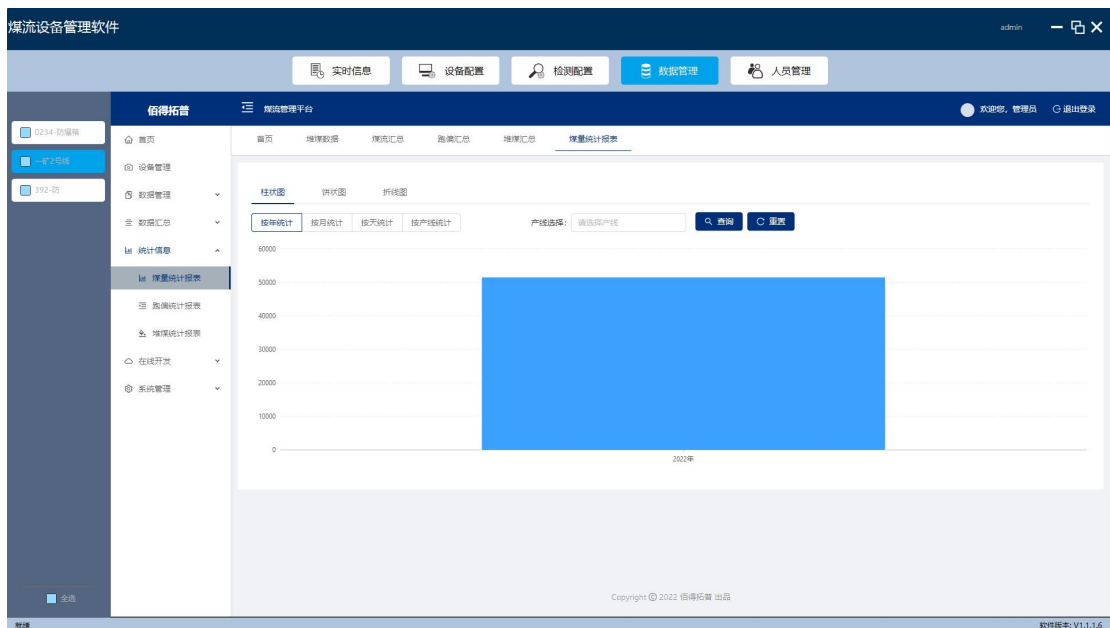 煤流设备管理软件
admin
实时信息
设备配置
检测配置
数据管理
人员管理
佰得拓普
煤流管理平台
欢迎您，管理员
退出登录
0234-防爆箱
一矿2号线
392-防
首页
设备管理
数据管理
数据汇总
统计信息
煤量统计报表
跑偏统计报表
堆煤统计报表
在线开发
系统管理
首页 堆煤数据 煤流汇总 跑偏汇总 堆煤汇总 煤量统计报表
柱状图 饼状图 折线图
按年统计 按月统计 按天统计 按产线统计 产线选择： 请选择产线 查询 重置
60000
50000
40000
30000
20000
10000
0
2022年
Copyright © 2022 佰得拓普 出品
全选
就绪
软件版本: V1.1.1.6